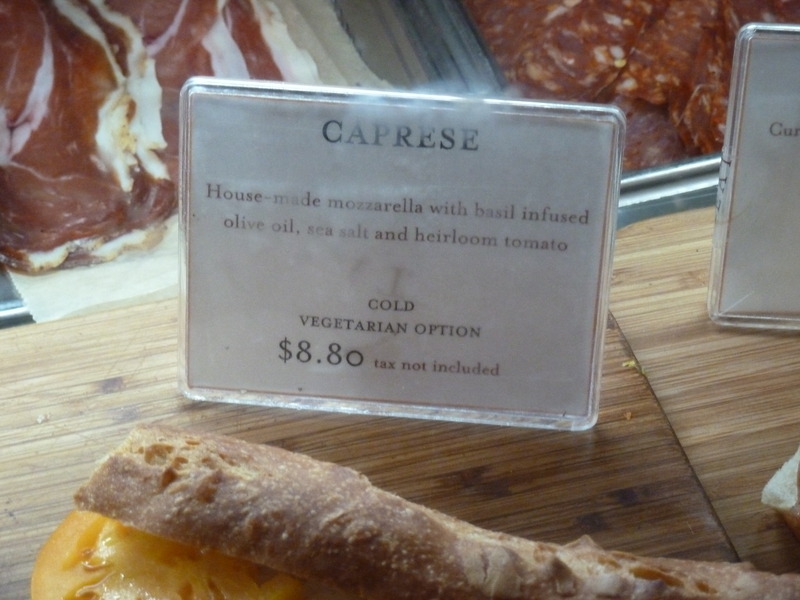 CAPRESE
House-made mozzarella with basil infused
olive oil, sea salt and heirloom tomato
COLD
VEGETARIAN OPTION
$8.80 tax not included